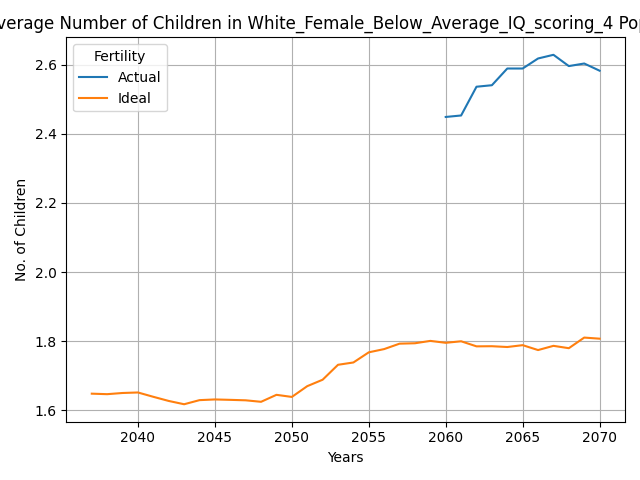 verage Number of Children in White_Female_Below_Average_IQ_scoring_4 Pop
Fertility
Actual
Ideal
No. of Children
2.6
2.4
2.2
2.0
1.8
1.6
2040 2045 2050 2055 2060 2065 2070
Years